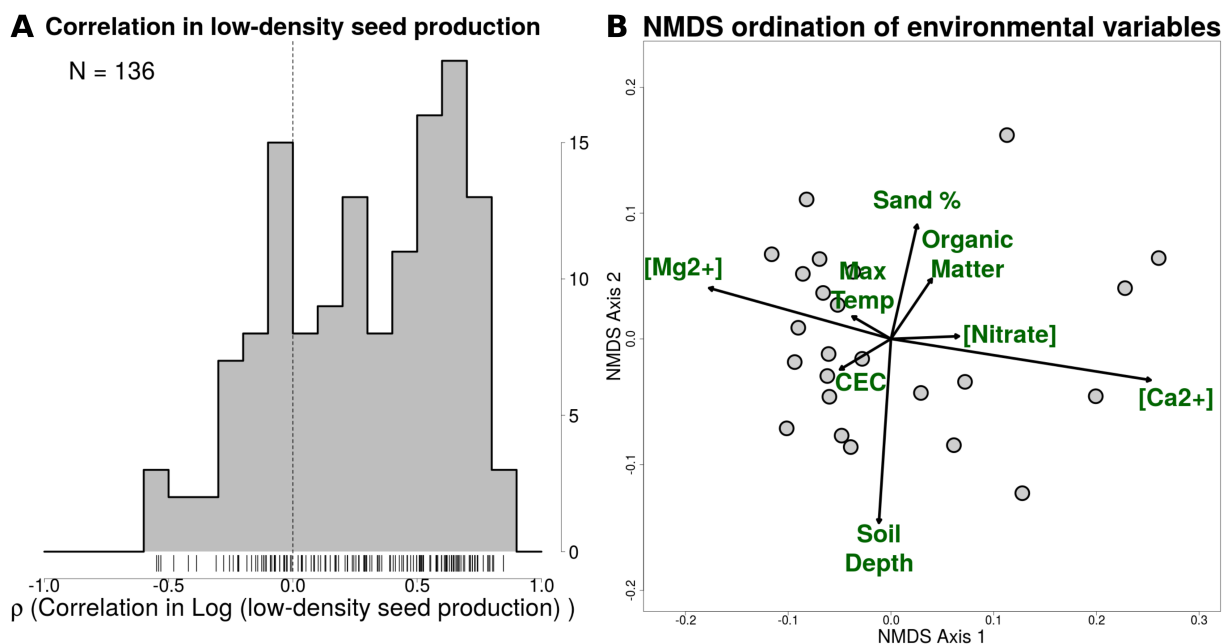 A Correlation in low-density seed production
N = 136
15
10
5
0
-1.0 -0.5 0.0 0.5 1.0
ρ (Correlation in Log (low-density seed production) )
B NMDS ordination of environmental variables
0.2
0.1
0.0
-0.1
-0.2
NMDS Axis 2
Sand %
Organic
Matter
[Mg2+]
Max
Temp
[Nitrate]
CEC
[Ca2+]
Soil
Depth
-0.2 -0.1 0.0 0.1 0.2 0.3
NMDS Axis 1